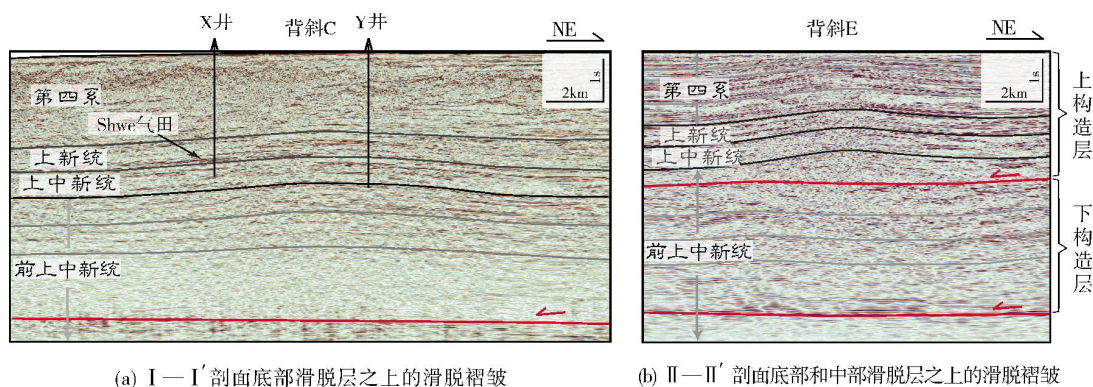 X井
背斜C
Y井
NE
1s
2km
第四系
Shwe气田
上新统
上中新统
前上中新统
(a) Ⅰ—Ⅰ′剖面底部滑脱层之上的滑脱褶皱
背斜E
NE
1s
2km
第四系
上新统
上中新统
前上中新统
上构造层
下构造层
(b) Ⅱ—Ⅱ′剖面底部和中部滑脱层之上的滑脱褶皱